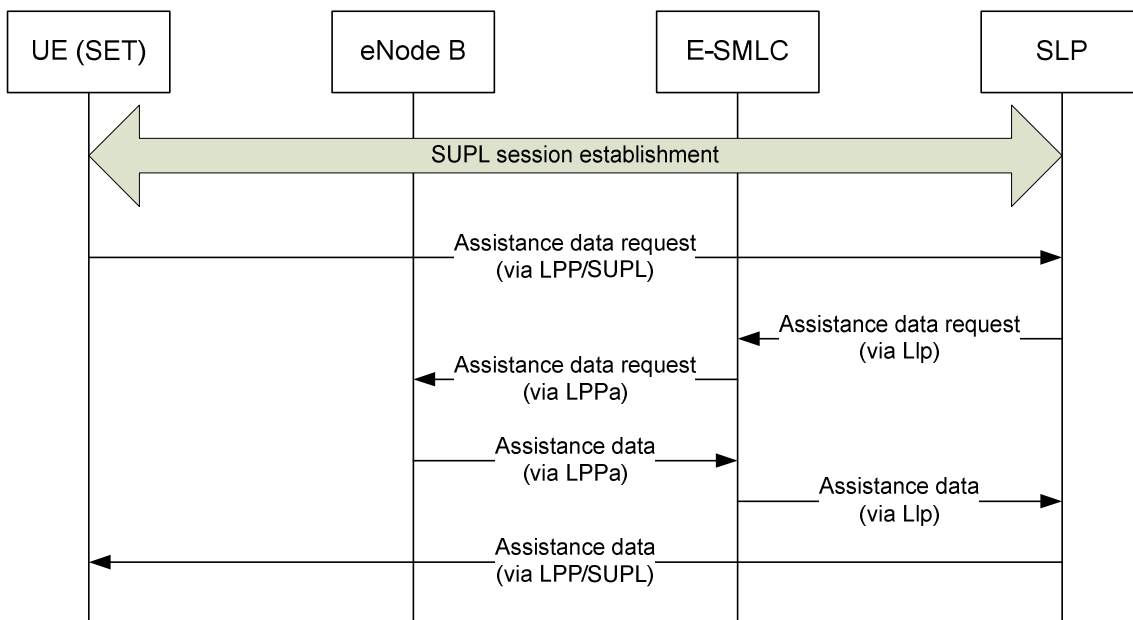 UE (SET)
eNode B
E-SMLC
SLP
SUPL session establishment
Assistance data request
(via LPP/SUPL)
Assistance data request
(via Llp)
Assistance data request
(via LPPa)
Assistance data
(via LPPa)
Assistance data
(via Llp)
Assistance data
(via LPP/SUPL)